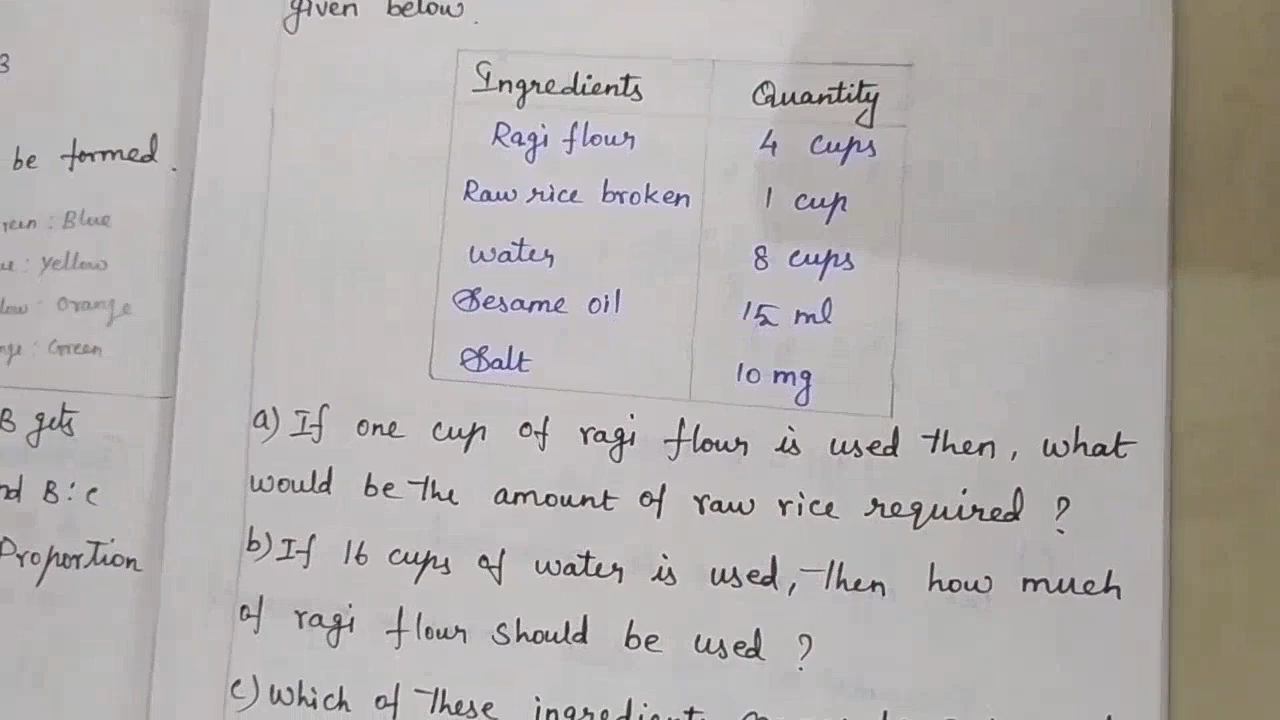 given below.
3
be formed.
: Blue
: yellow
: Orange
: Green
B gets
B : C
Proportion
Ingredients Quantity
Ragi flour 4 cups
Raw rice broken 1 cup
water 8 cups
Sesame oil 15 ml
Salt 10 mg
a) If one cup of ragi flour is used then, what
would be the amount of raw rice required ?
b) If 16 cups of water is used, then how much
of ragi flour should be used ?
c) which of these